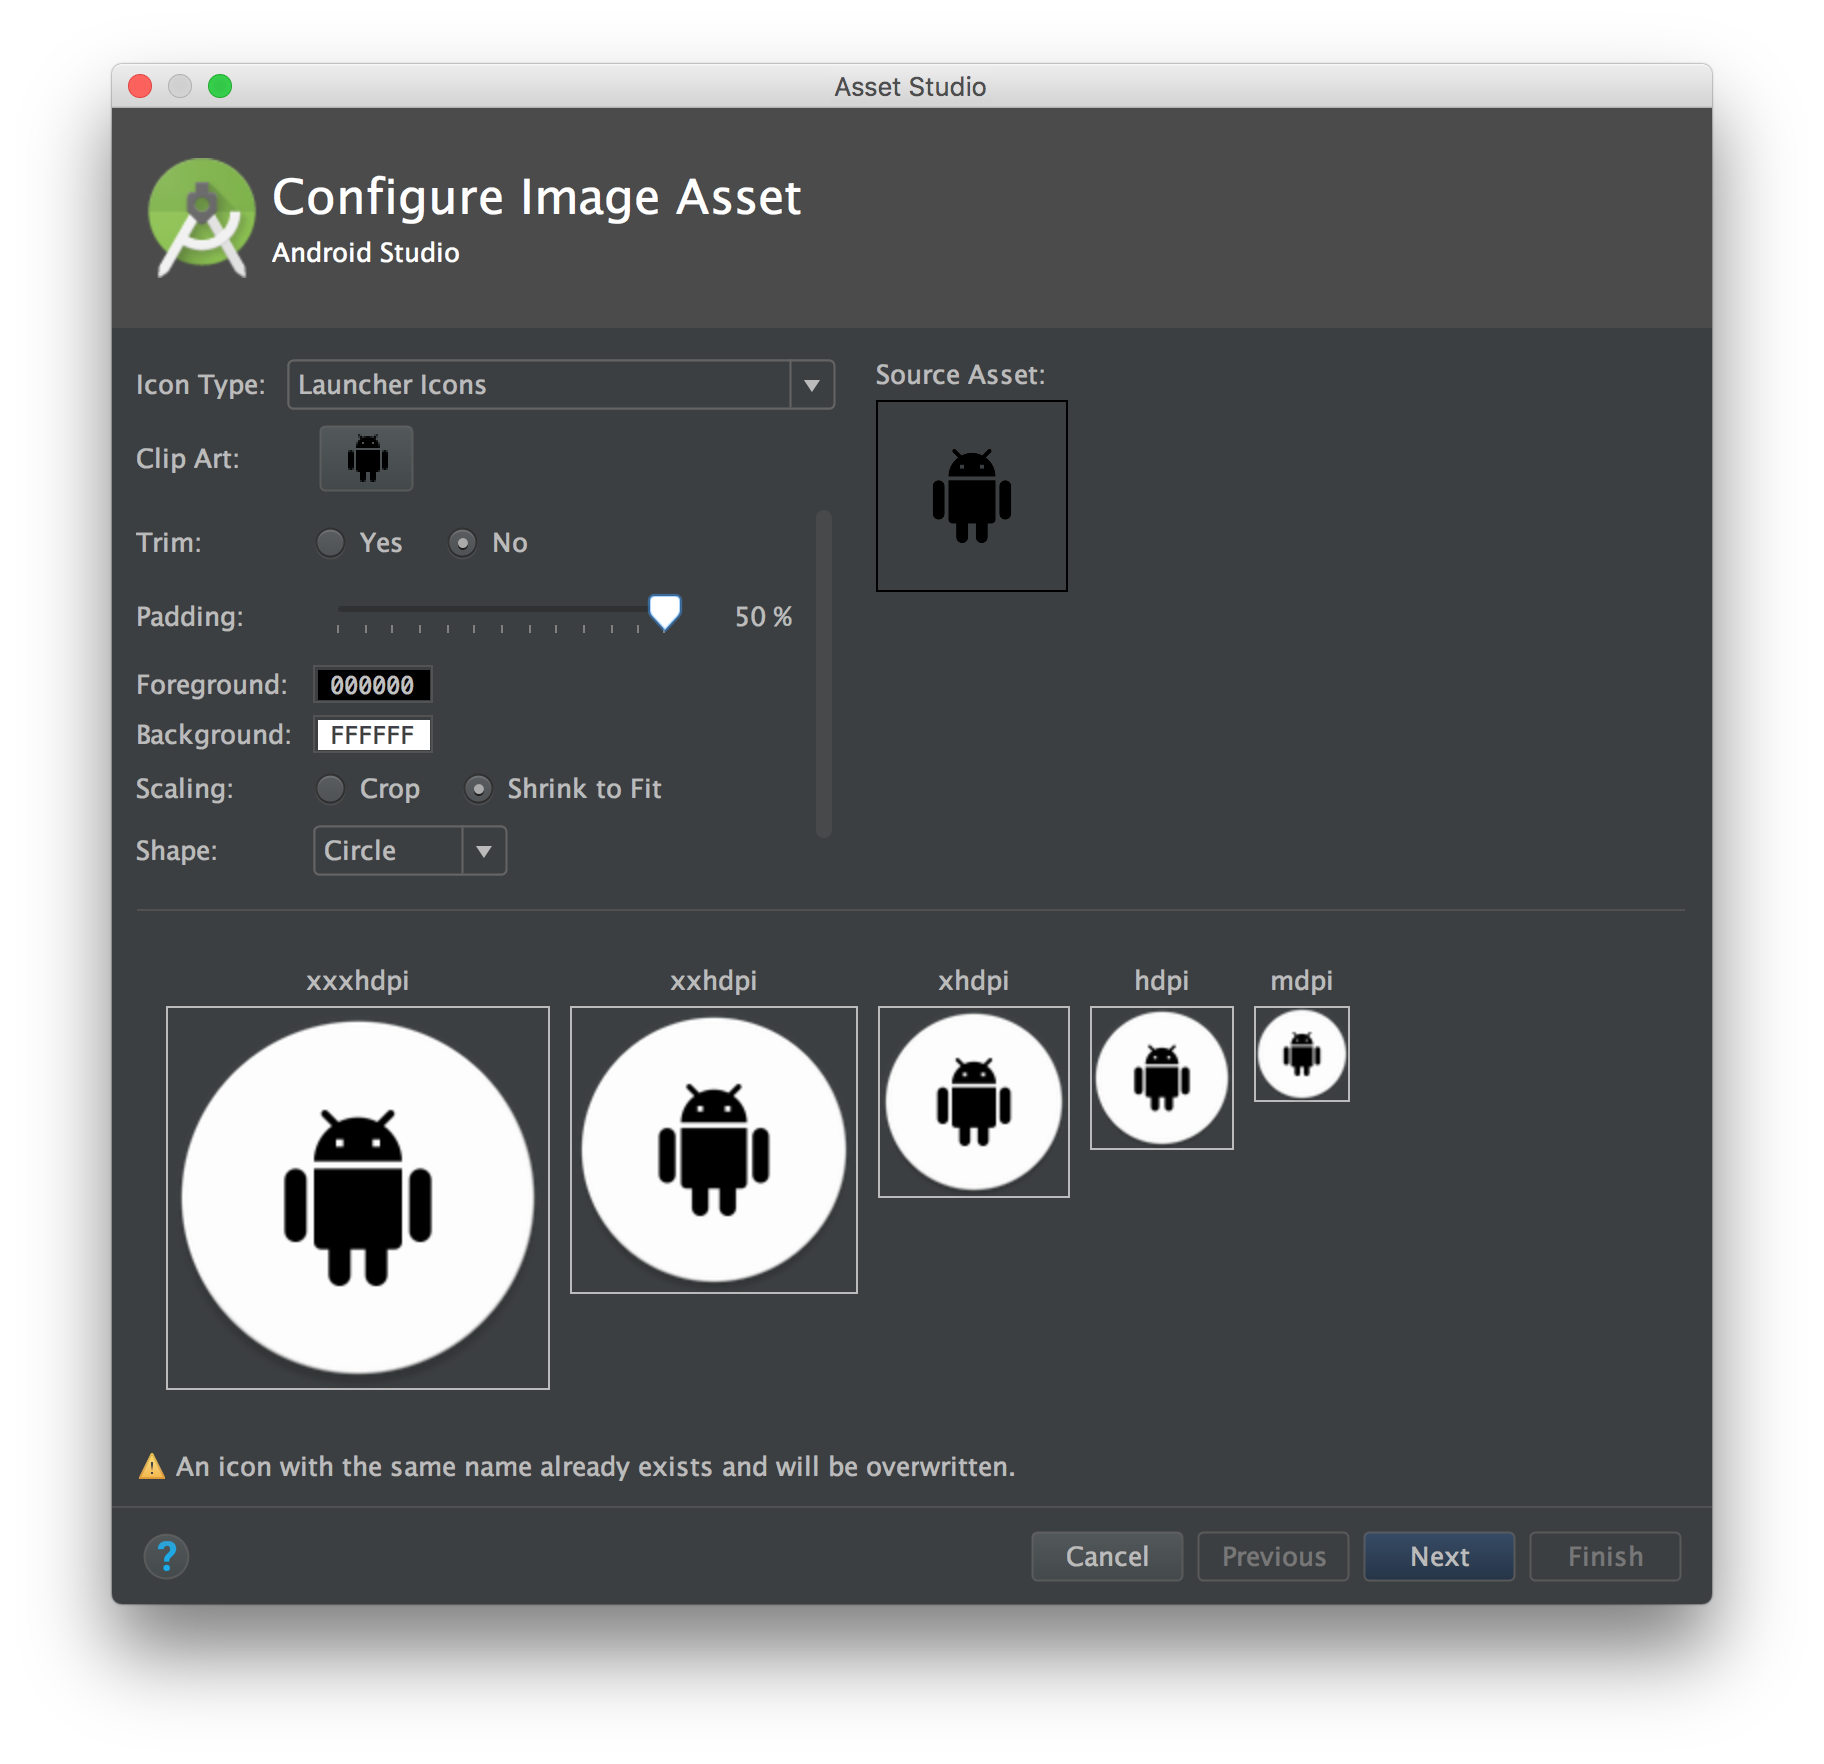 Asset Studio
Configure Image Asset
Android Studio
Icon Type: Launcher Icons
Source Asset:
Clip Art:
Trim: Yes No
Padding: 50 %
Foreground: 000000
Background: FFFFFF
Scaling: Crop Shrink to Fit
Shape: Circle
xxxhdpi xxhdpi xhdpi hdpi mdpi
An icon with the same name already exists and will be overwritten.
? Cancel Previous Next Finish